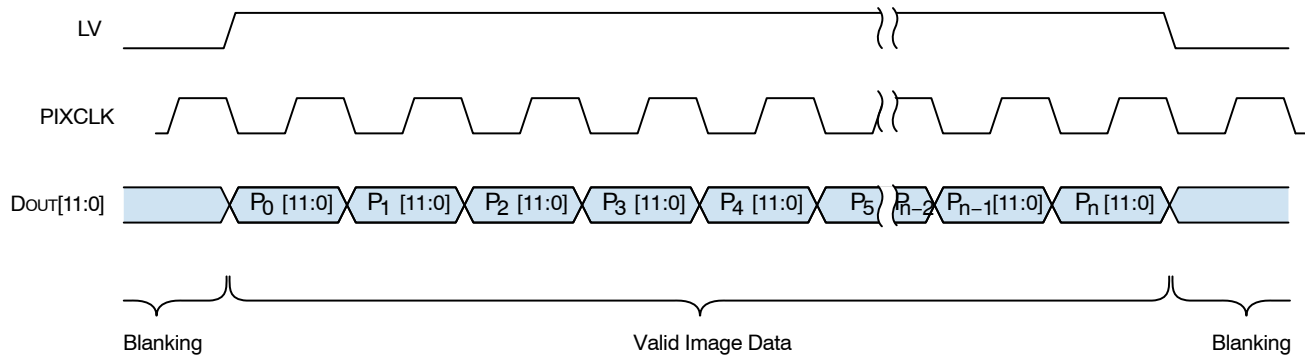 LV
PIXCLK
DOUT[11:0]
P0 [11:0] P1 [11:0] P2 [11:0] P3 [11:0] P4 [11:0] P5 Pn–2 Pn–1[11:0] Pn [11:0]
Blanking Valid Image Data Blanking